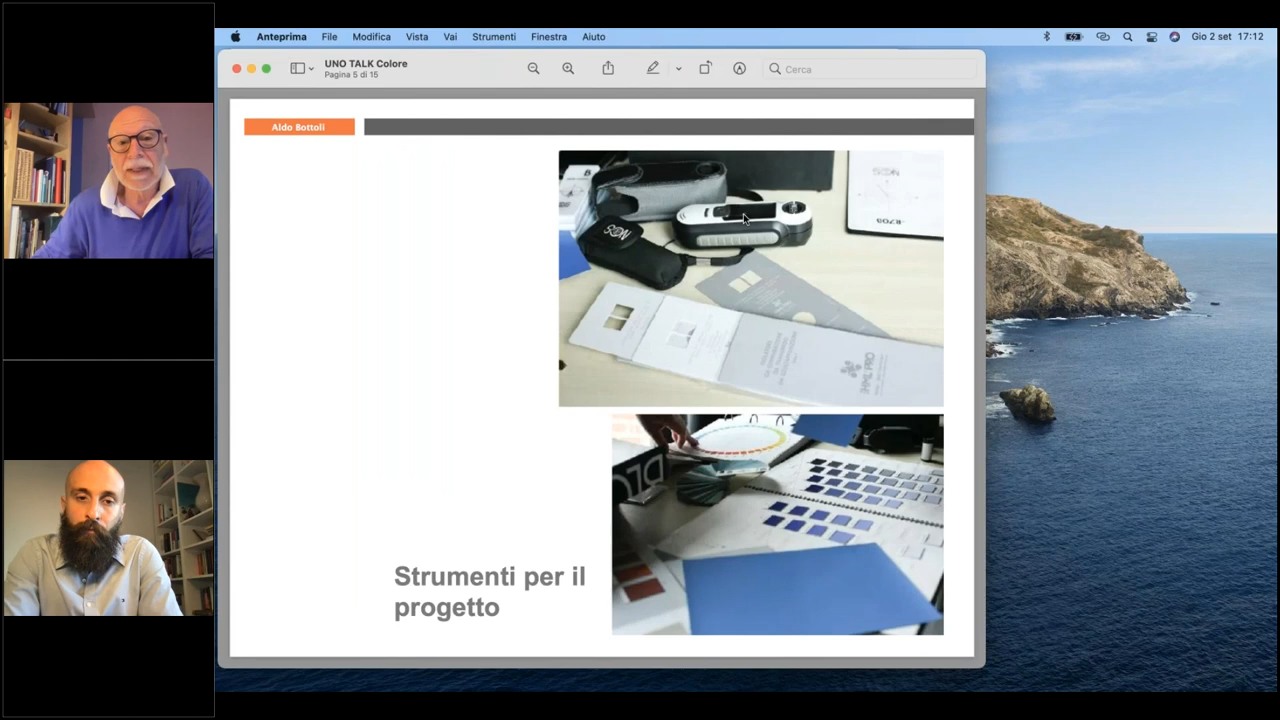 Anteprima File Modifica Vista Vai Strumenti Finestra Aiuto
Gio 2 set 17:12
UNO TALK Colore
Pagina 5 di 15
Cerca
Aldo Bottoli
NCS
Strumenti per il
progetto